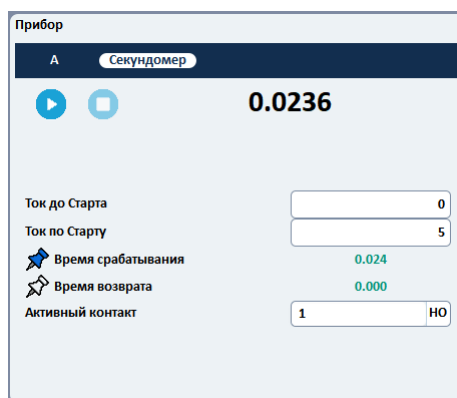 Прибор
А Секундомер
0.0236
Ток до Старта 0
Ток по Старту 5
Время срабатывания 0.024
Время возврата 0.000
Активный контакт 1 НО